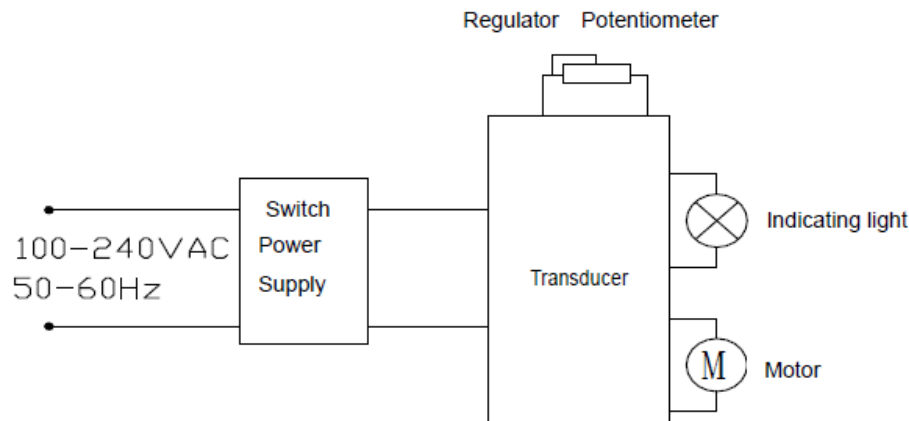 Regulator Potentiometer
Switch
Power
Supply
100-240VAC
50-60Hz
Transducer
Indicating light
M
Motor